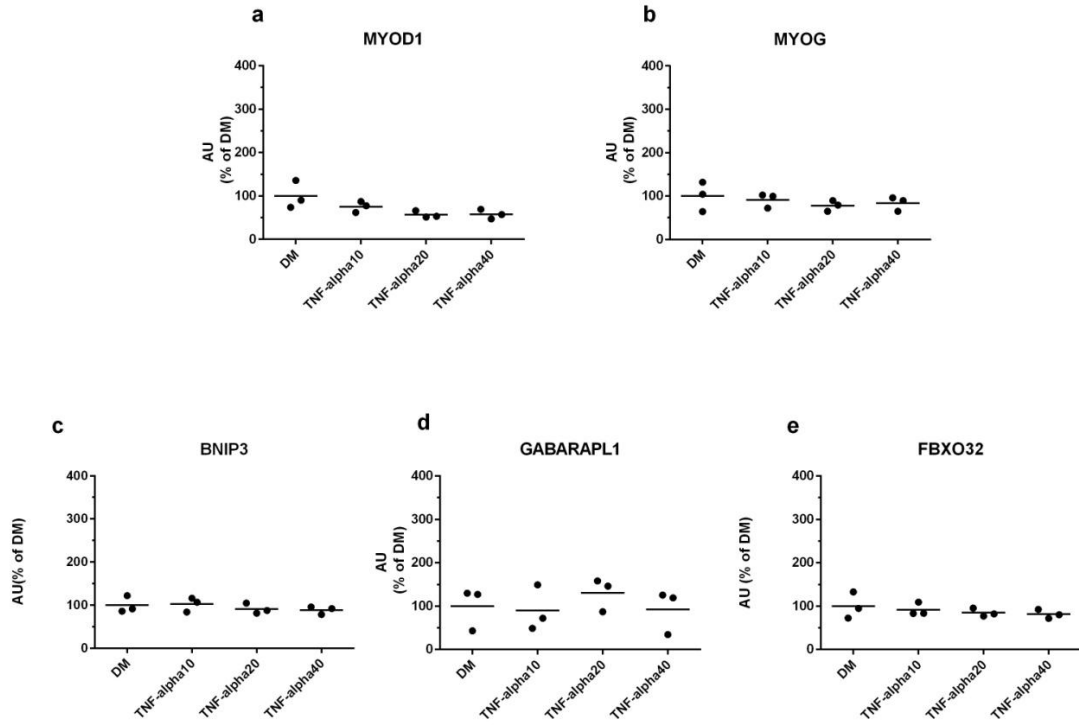 a
MYOD1
AU
(% of DM)
400
300
200
100
0
DM
TNF-alpha10
TNF-alpha20
TNF-alpha40
b
MYOG
AU
(% of DM)
400
300
200
100
0
DM
TNF-alpha10
TNF-alpha20
TNF-alpha40
c
BNIP3
AU(% of DM)
400
300
200
100
0
DM
TNF-alpha10
TNF-alpha20
TNF-alpha40
d
GABARAPL1
AU
(% of DM)
400
300
200
100
0
DM
TNF-alpha10
TNF-alpha20
TNF-alpha40
e
FBXO32
AU (% of DM)
400
300
200
100
0
DM
TNF-alpha10
TNF-alpha20
TNF-alpha40